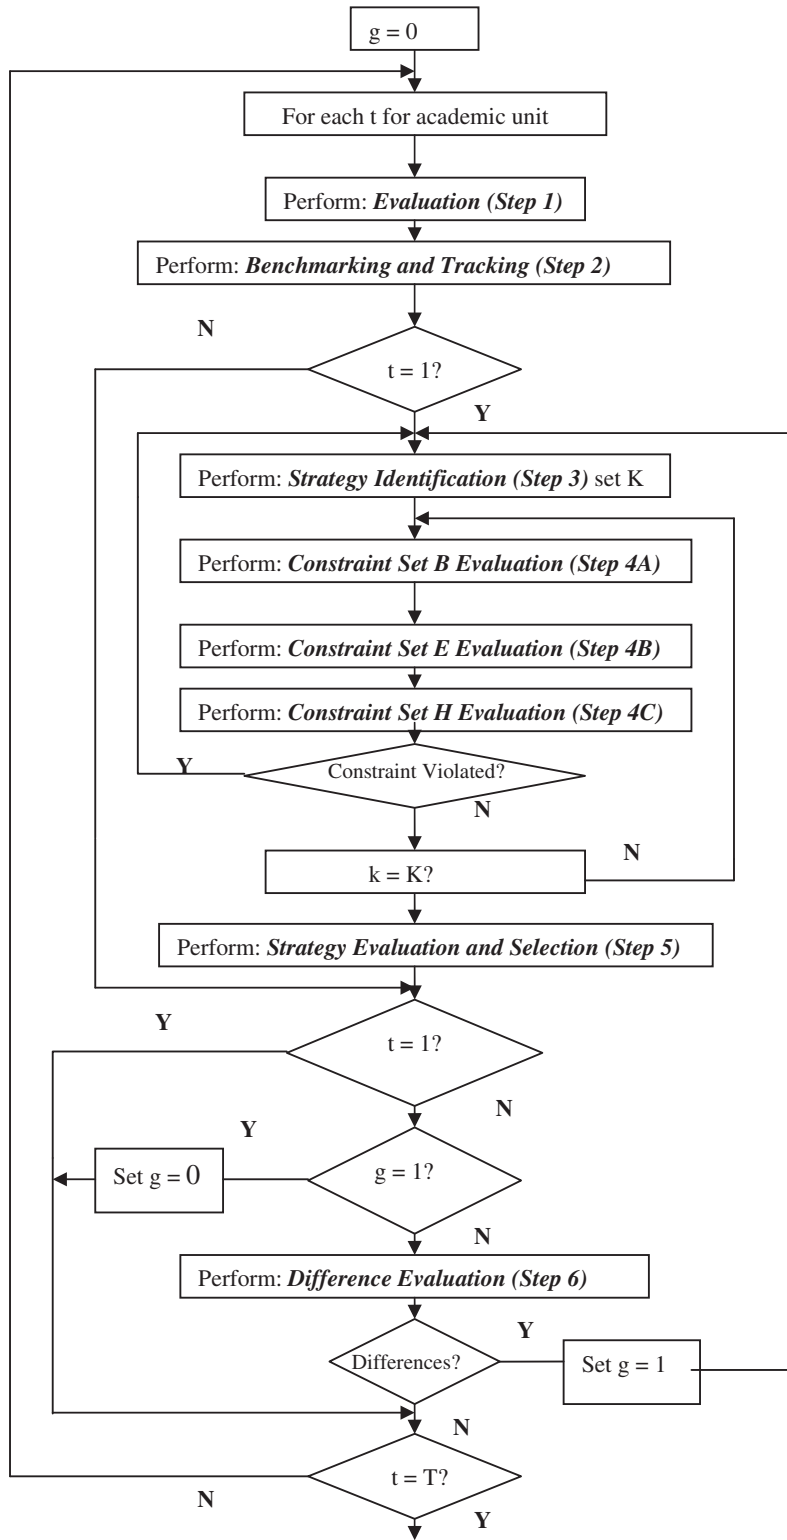 g = 0
For each t for academic unit
Perform: Evaluation (Step 1)
Perform: Benchmarking and Tracking (Step 2)
N
t = 1?
Y
Perform: Strategy Identification (Step 3) set K
Perform: Constraint Set B Evaluation (Step 4A)
Perform: Constraint Set E Evaluation (Step 4B)
Perform: Constraint Set H Evaluation (Step 4C)
Y
Constraint Violated?
N
k = K?
N
Perform: Strategy Evaluation and Selection (Step 5)
Y
t = 1?
N
Y
Set g = 0
g = 1?
N
Perform: Difference Evaluation (Step 6)
Y
Differences?
Set g = 1
N
t = T?
N
Y